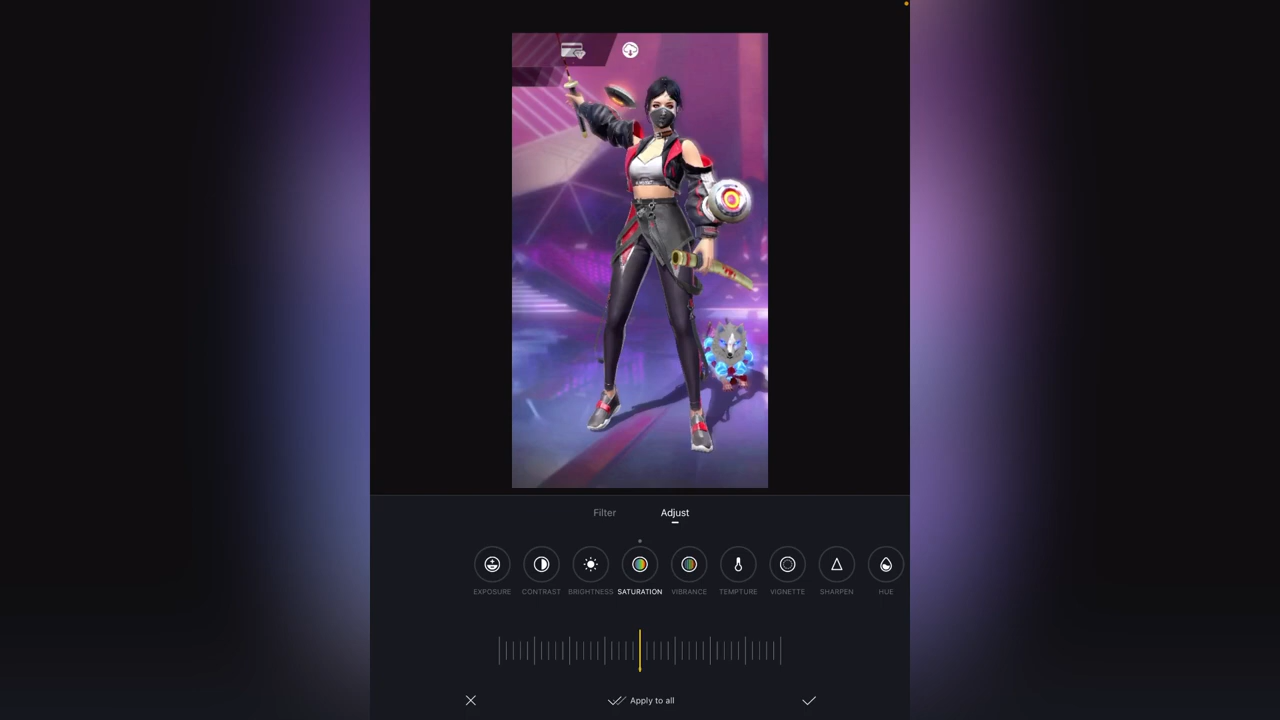 Filter Adjust
EXPOSURE CONTRAST BRIGHTNESS SATURATION VIBRANCE TEMPTURE VIGNETTE SHARPEN HUE
Apply to all